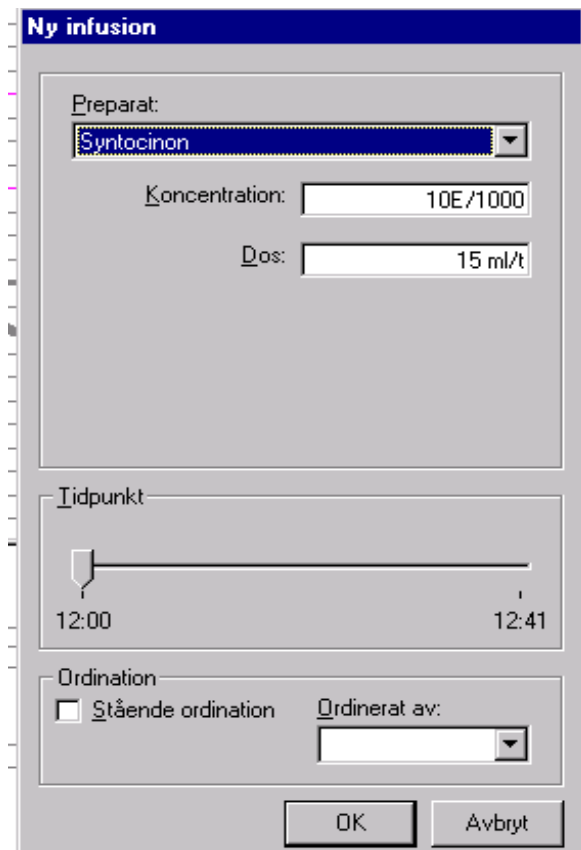 Ny infusion
Preparat:
Syntocinon
Koncentration: 10E/1000
Dos: 15 ml/t
Tidpunkt
12:00 12:41
Ordination
Stående ordination Ordinerat av:
OK Avbryt